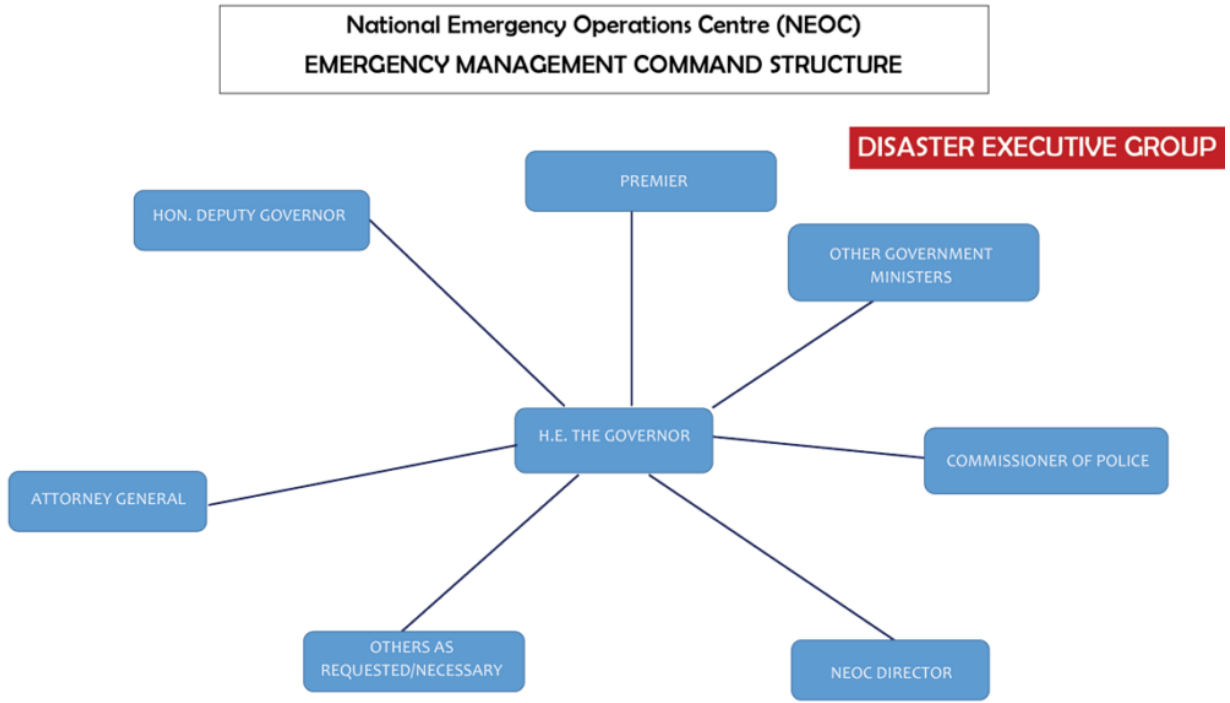 National Emergency Operations Centre (NEOC)
EMERGENCY MANAGEMENT COMMAND STRUCTURE
DISASTER EXECUTIVE GROUP
PREMIER
HON. DEPUTY GOVERNOR
OTHER GOVERNMENT
MINISTERS
H.E. THE GOVERNOR
COMMISSIONER OF POLICE
ATTORNEY GENERAL
OTHERS AS
REQUESTED/NECESSARY
NEOC DIRECTOR